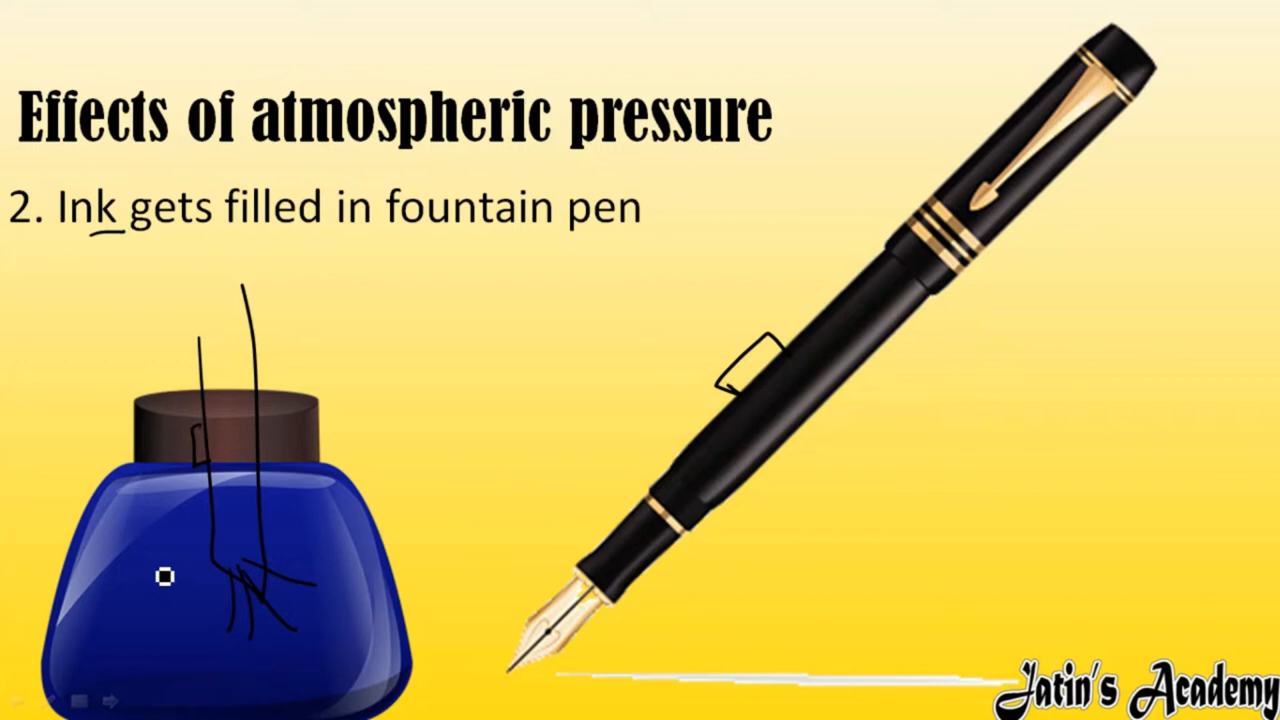 Effects of atmospheric pressure
2. Ink gets filled in fountain pen
Jatin's Academy